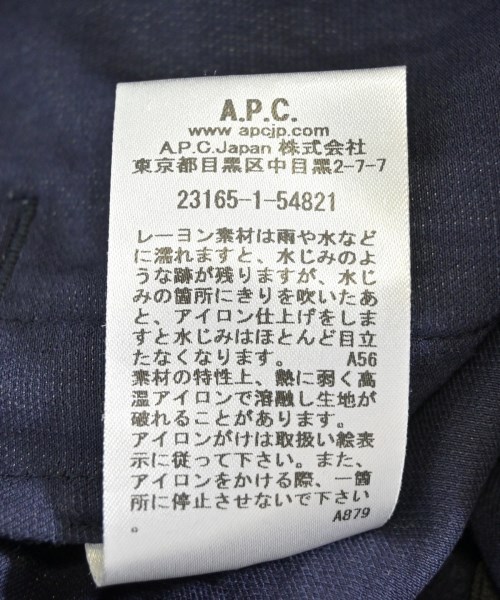 A.P.C.
www.apcjp.com
A.P.C.Japan 株式会社
東京都目黒区中目黒2-7-7
23165-1-54821
レーヨン素材は雨や水など
に濡れますと、水じみのよ
うな跡が残りますが、水じ
みの箇所にきりを吹いたあ
と、アイロン仕上げをしま
すと水じみはほとんど目立
たなくなります。 A56
素材の特性上、熱に弱く高
温アイロンで溶融し生地が
破れることがあります。
アイロンがけは取扱い絵表
示に従って下さい。また、
アイロンをかける際、一箇
所に停止させないで下さい
。 A879